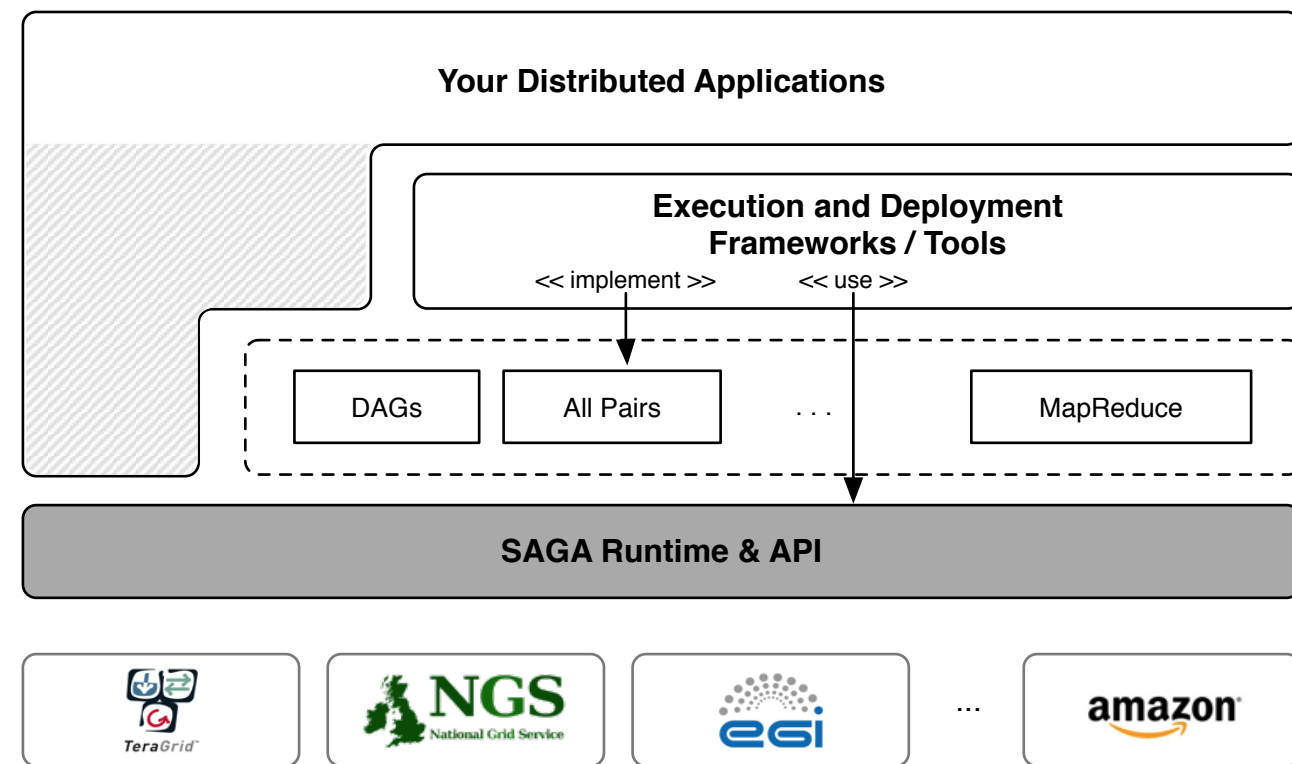 Your Distributed Applications
Execution and Deployment
Frameworks / Tools
<< implement >>
<< use >>
DAGs
All Pairs
. . .
MapReduce
SAGA Runtime & API
TeraGrid™
NGS
National Grid Service
egi
...
amazon